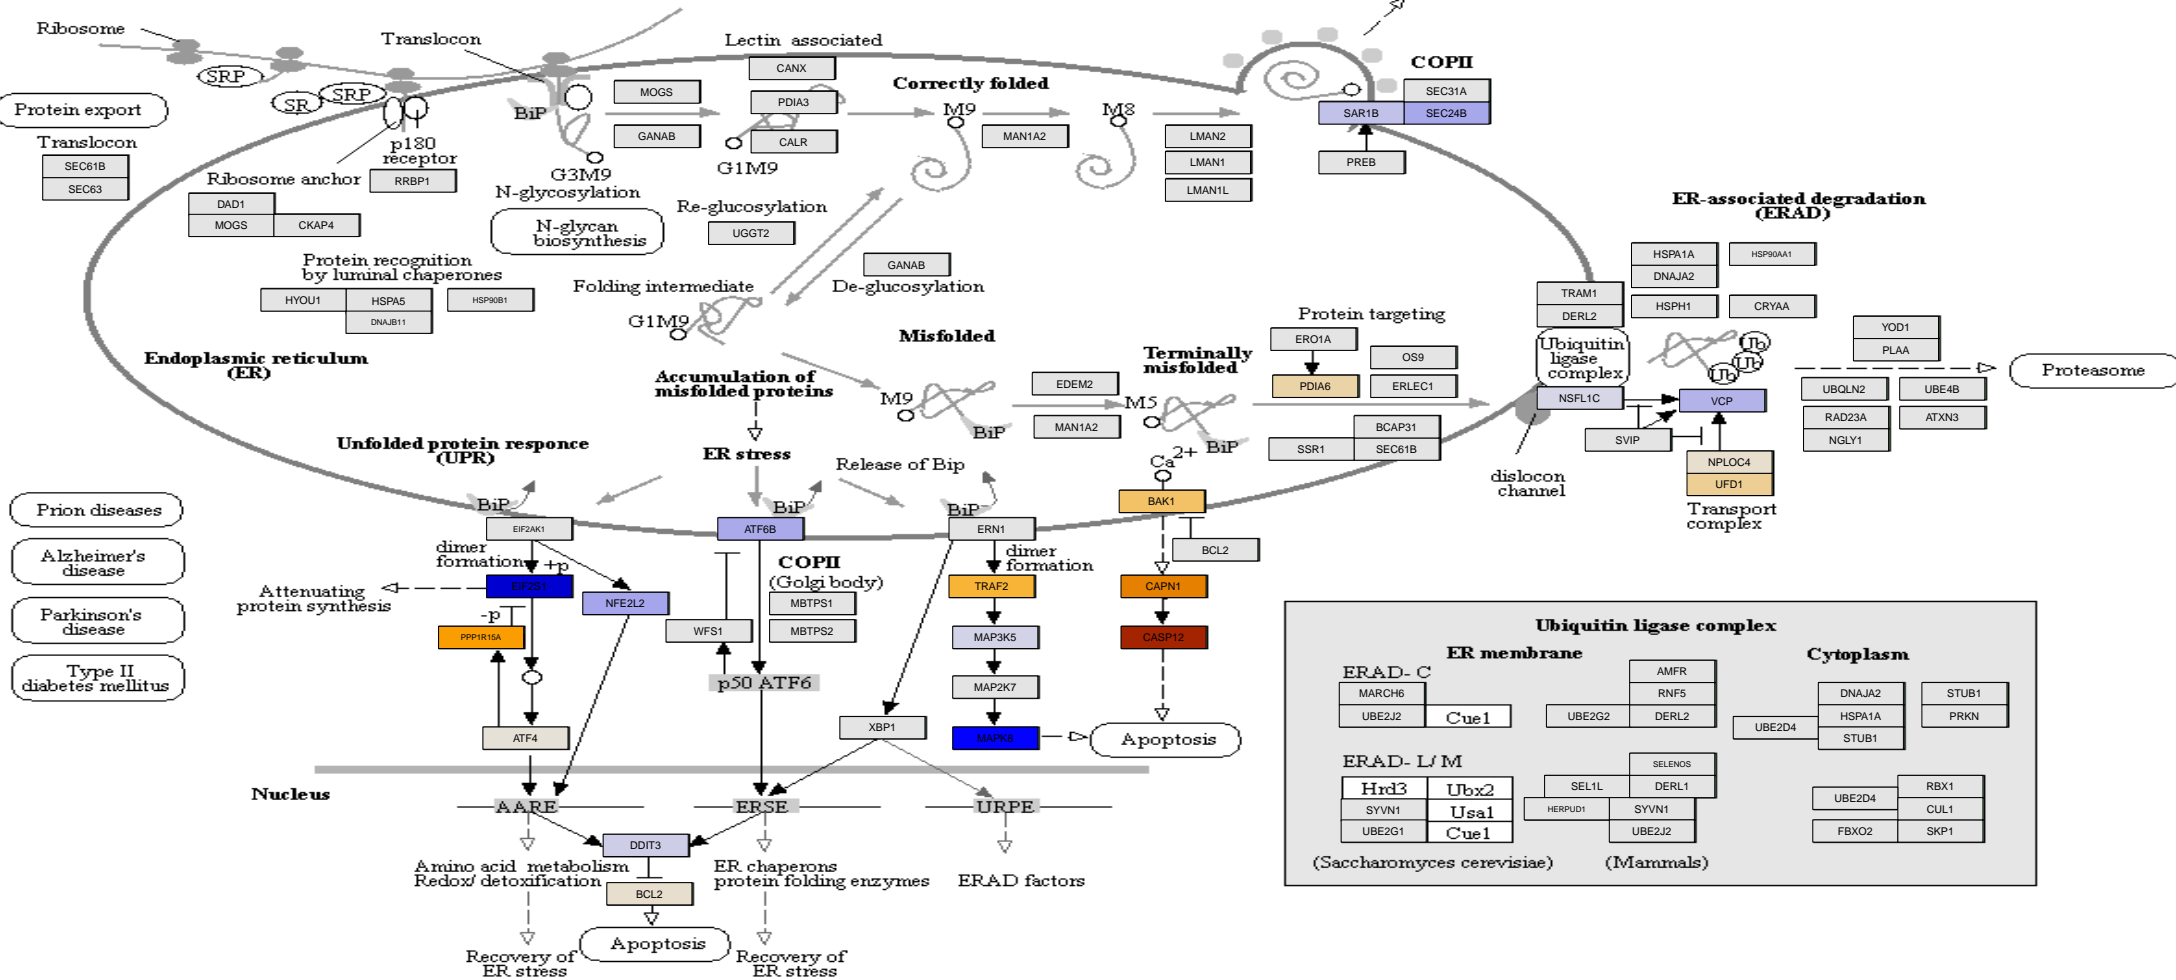 Ribosome
SRP
SR
SRP
Protein export
Translocon
SEC61B
SEC63
Translocon
BiP
p180
receptor
RRBP1
Ribosome anchor
DAD1
MOGS
CKAP4
G3M9
N-glycosylation
N-glycan
biosynthesis
MOGS
GANAB
Lectin associated
CANX
PDIA3
CALR
G1M9
Correctly folded
M9
MAN1A2
M8
LMAN2
LMAN1
LMAN1L
COPII
SEC31A
SAR1B
SEC24B
PREB
Re-glucosylation
UGGT2
GANAB
De-glucosylation
Protein recognition
by luminal chaperones
HYOU1
HSPA5
HSP90B1
DNAJB11
Folding intermediate
G1M9
Endoplasmic reticulum
(ER)
Misfolded
Accumulation of
misfolded proteins
M9
BiP
EDEM2
MAN1A2
Terminally
misfolded
M5
BiP
Protein targeting
ERO1A
PDIA6
OS9
ERLEC1
BCAP31
SSR1
SEC61B
ER-associated degradation
(ERAD)
HSPA1A
HSP90AA1
DNAJA2
HSPH1
CRYAA
TRAM1
DERL2
Ubiquitin
ligase
complex
NSFL1C
Ub
Ub
Ub
VCP
SVIP
NPLOC4
UFD1
Transport
complex
dislocon
channel
YOD1
PLAA
UBQLN2
UBE4B
RAD23A
ATXN3
NGLY1
Proteasome
Unfolded protein responce
(UPR)
ER stress
Release of Bip
BiP
BiP
BiP
Ca2+
BAK1
BCL2
EIF2AK1
ATF6B
ERN1
Prion diseases
Alzheimer's
disease
Parkinson's
disease
Type II
diabetes mellitus
dimer
formation
+p
EIF2S1
Attenuating
protein synthesis
-p
PPP1R15A
NFE2L2
ATF4
COPII
(Golgi body)
MBTPS1
MBTPS2
WFS1
p50 ATF6
dimer
formation
TRAF2
MAP3K5
MAP2K7
MAPK8
XBP1
CAPN1
CASP12
Apoptosis
Nucleus
AARE
ERSE
URPE
DDIT3
BCL2
Amino acid metabolism
Redox/ detoxification
ER chaperons
protein folding enzymes
ERAD factors
Apoptosis
Recovery of
ER stress
Recovery of
ER stress
Ubiquitin ligase complex
ER membrane
Cytoplasm
ERAD- C
MARCH6
UBE2J2
Cue1
AMFR
RNF5
UBE2G2
DERL2
DNAJA2
HSPA1A
UBE2D4
STUB1
STUB1
PRKN
ERAD- L/ M
Hrd3
Ubx2
SYVN1
Usa1
UBE2G1
Cue1
SELENOS
SEL1L
DERL1
HERPUD1
SYVN1
UBE2J2
RBX1
UBE2D4
CUL1
FBXO2
SKP1
(Saccharomyces cerevisiae)
(Mammals)